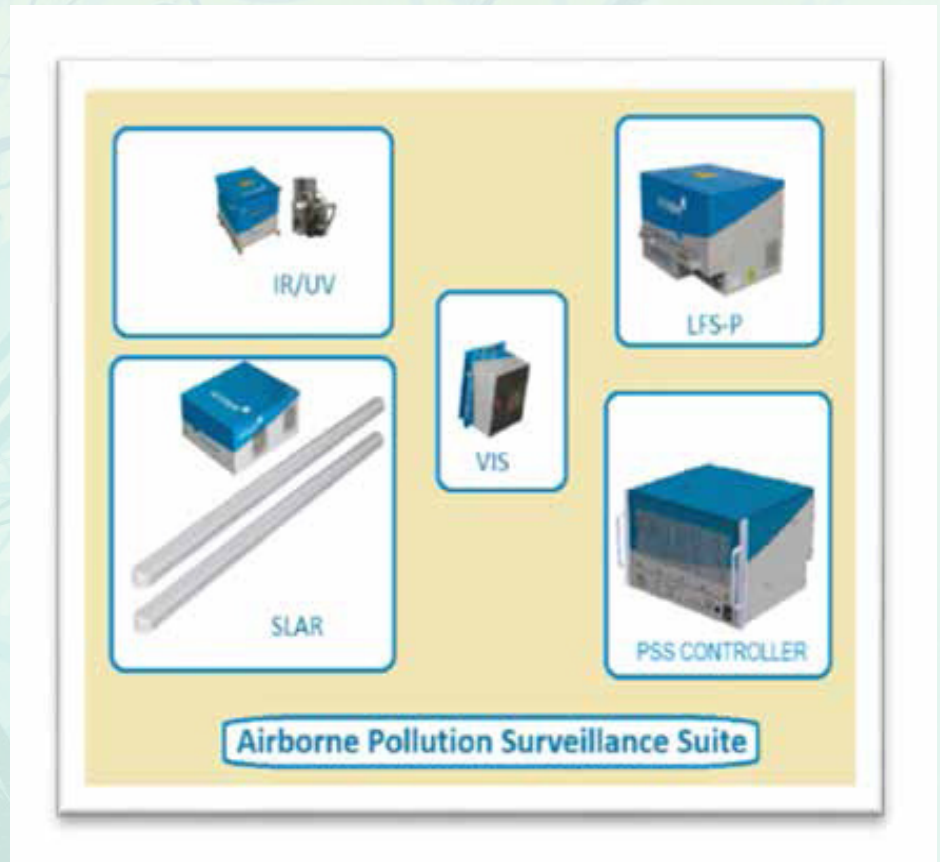 IR/UV
LFS-P
VIS
SLAR
PSS CONTROLLER
Airborne Pollution Surveillance Suite